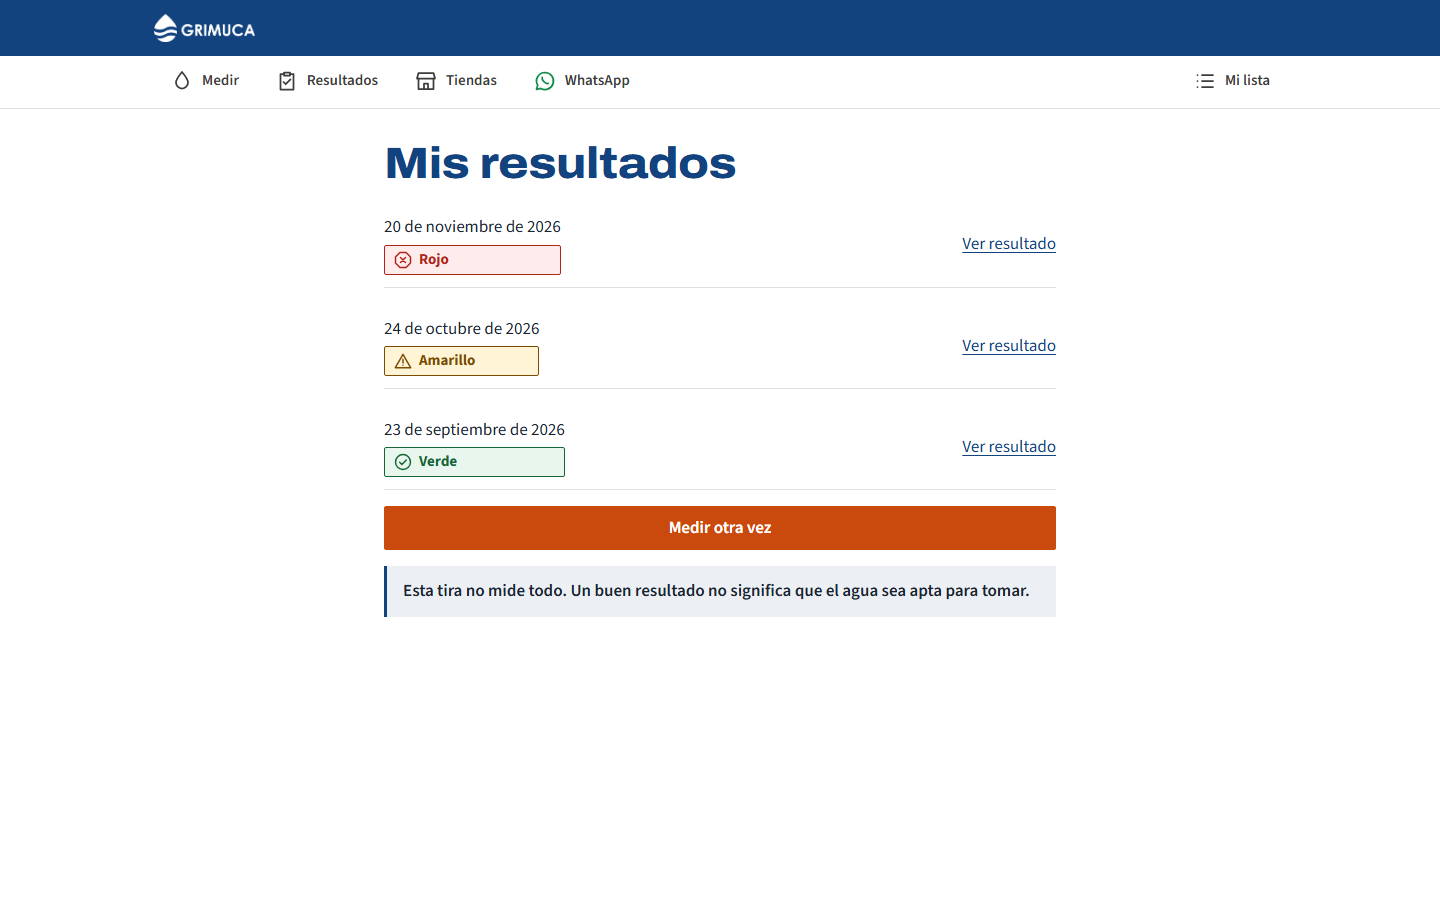 GRIMUCA
Medir
Resultados
Tiendas
WhatsApp
Mi lista
Mis resultados
20 de noviembre de 2026
Rojo
Ver resultado
24 de octubre de 2026
Amarillo
Ver resultado
23 de septiembre de 2026
Verde
Ver resultado
Medir otra vez
Esta tira no mide todo. Un buen resultado no significa que el agua sea apta para tomar.